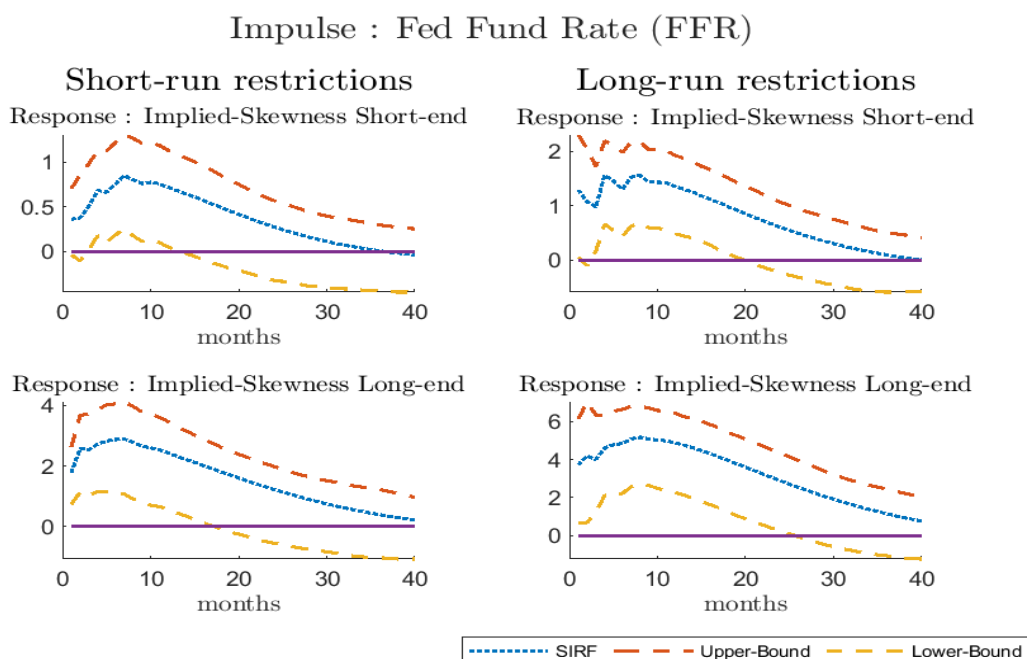 Impulse : Fed Fund Rate (FFR)
Short-run restrictions
Long-run restrictions
Response : Implied-Skewness Short-end
Response : Implied-Skewness Short-end
1
0.5
0
0 10 20 30 40
months
2
1
0
0 10 20 30 40
months
Response : Implied-Skewness Long-end
Response : Implied-Skewness Long-end
4
2
0
0 10 20 30 40
months
6
4
2
0
0 10 20 30 40
months
SIRF Upper-Bound Lower-Bound